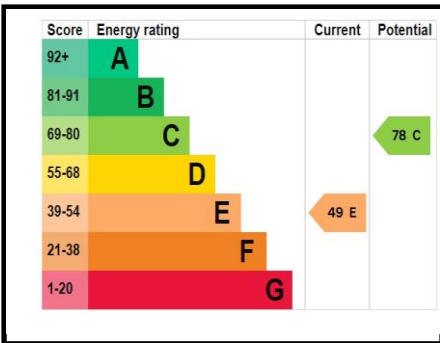 Score Energy rating Current Potential
92+ A
81-91 B
69-80 C 78 C
55-68 D
39-54 E 49 E
21-38 F
1-20 G